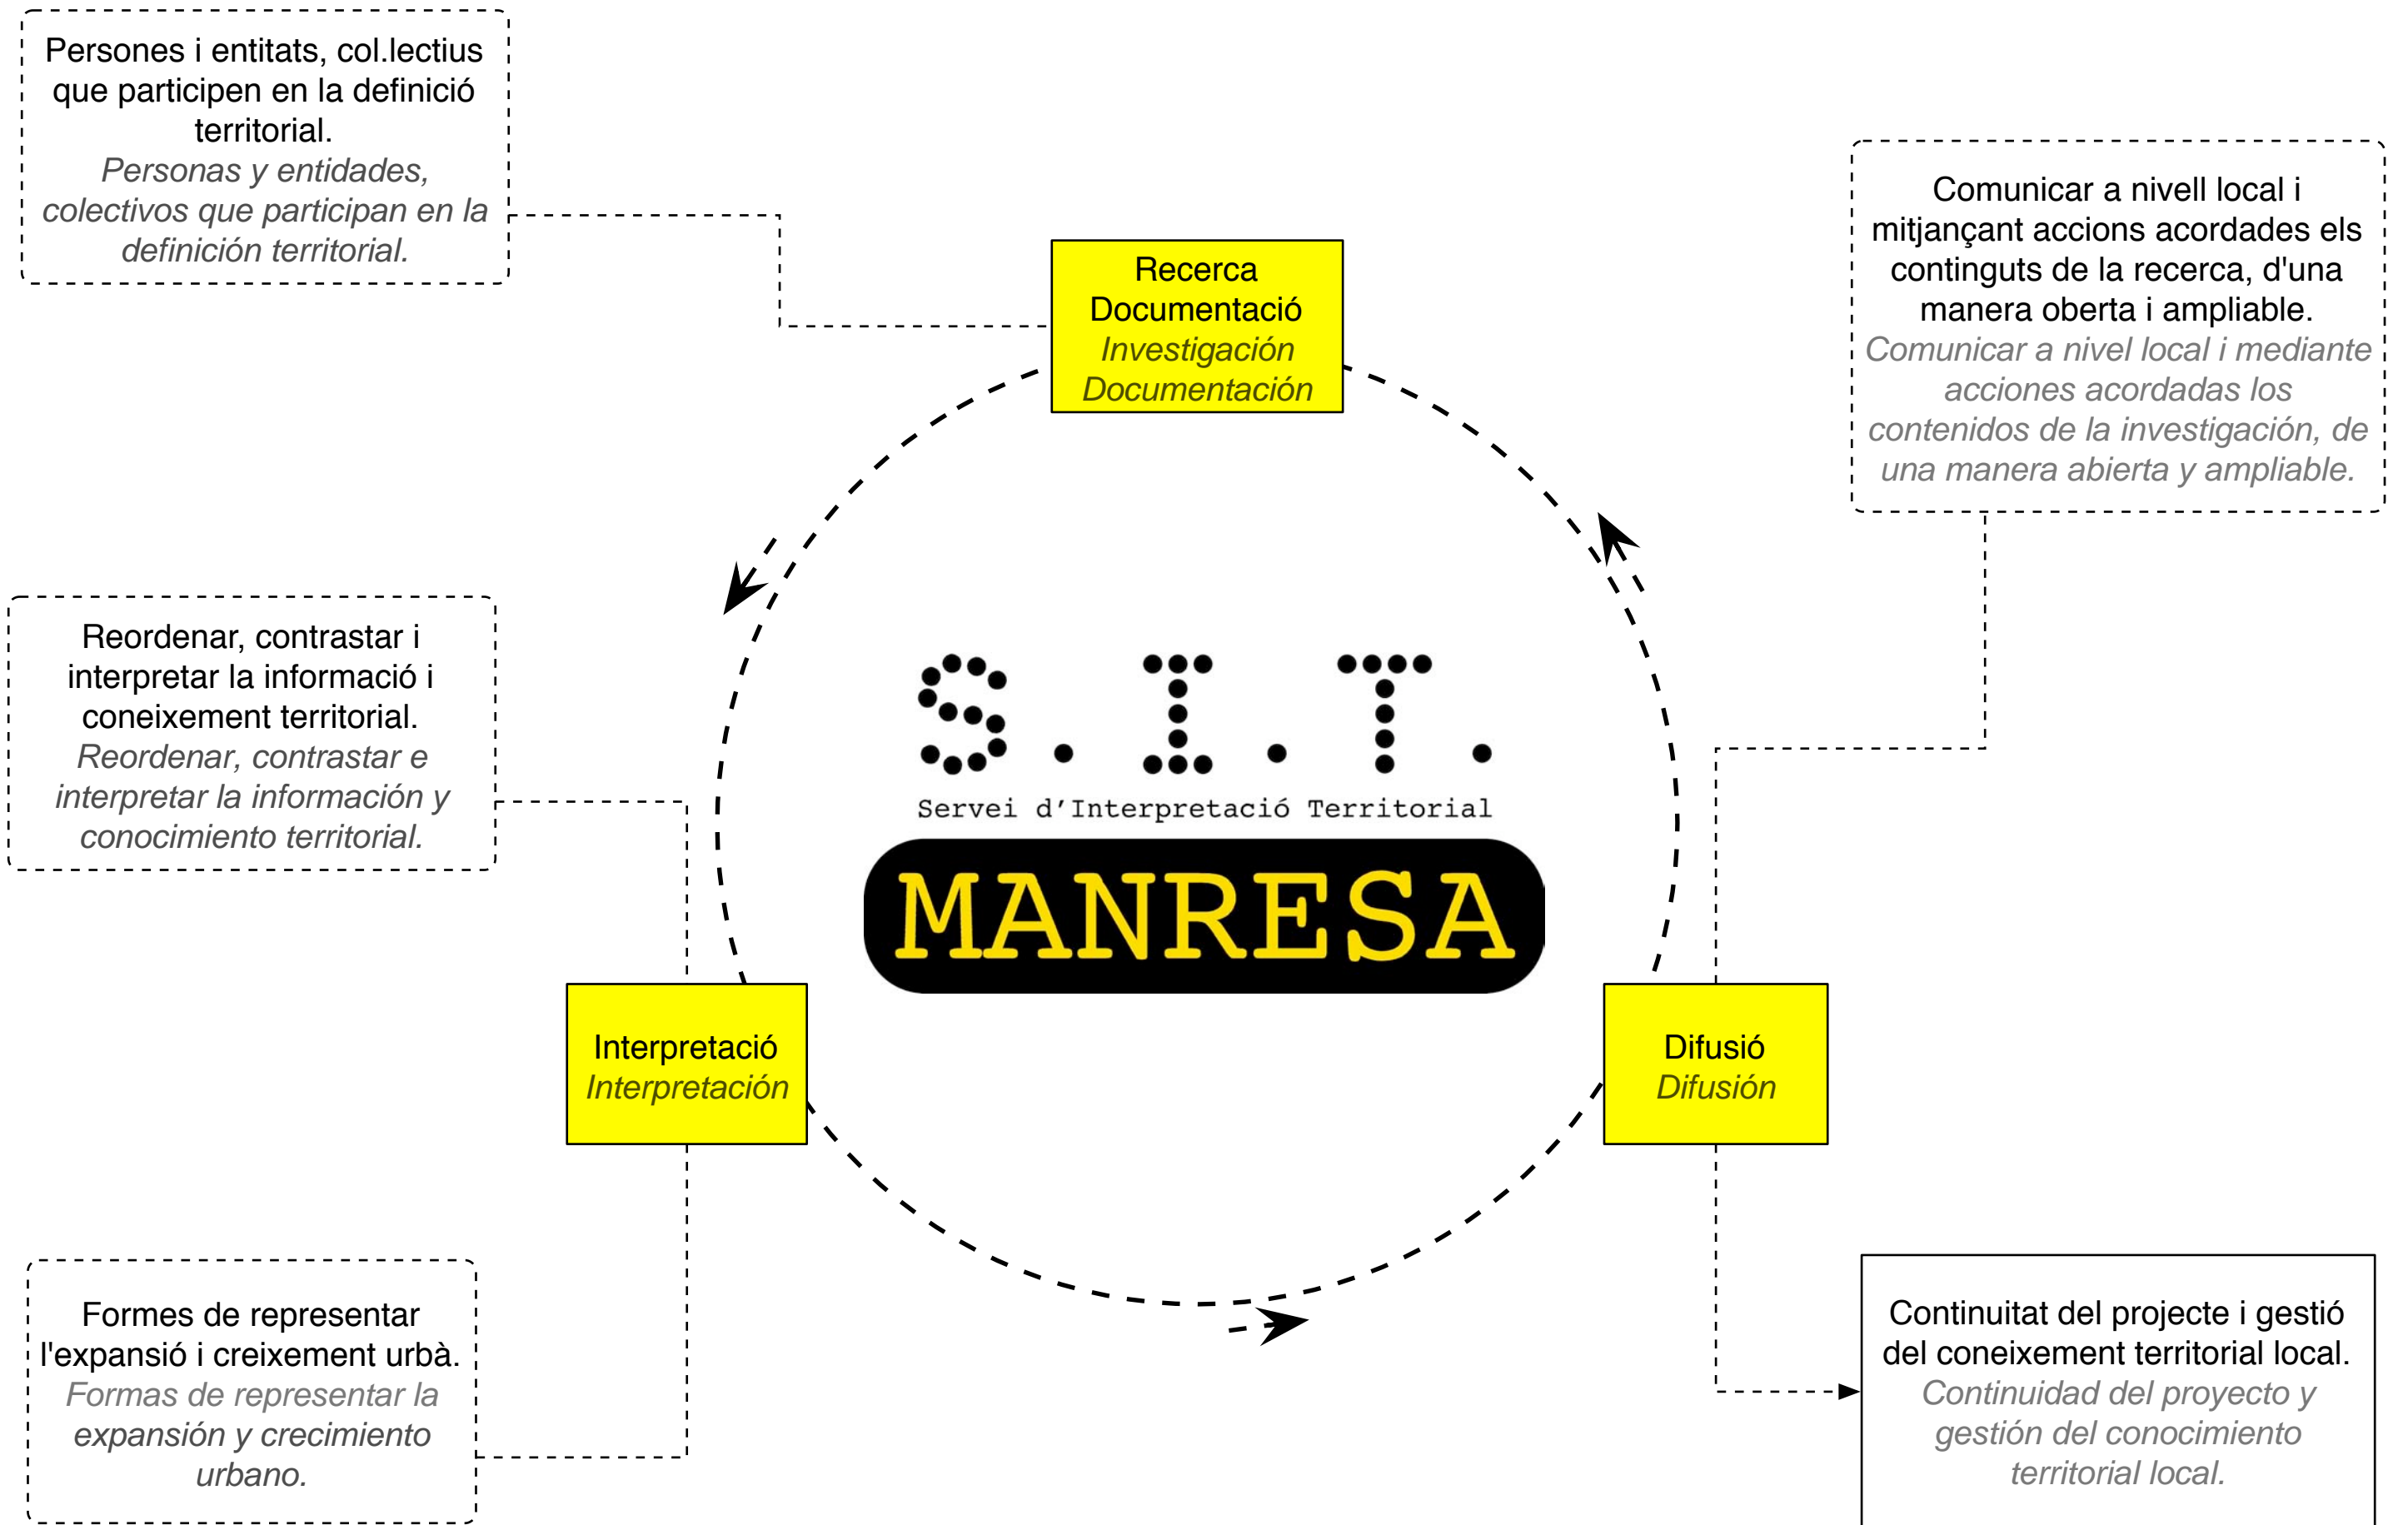 Persones i entitats, col.lectius
que participen en la definició
territorial.
Personas y entidades,
colectivos que participan en la
definición territorial.
Recerca
Documentació
Investigación
Documentación
Comunicar a nivell local i
mitjançant accions acordades els
continguts de la recerca, d'una
manera oberta i ampliable.
Comunicar a nivel local i mediante
acciones acordadas los
contenidos de la investigación, de
una manera abierta y ampliable.
Reordenar, contrastar i
interpretar la informació i
coneixement territorial.
Reordenar, contrastar e
interpretar la información y
conocimiento territorial.
S.I.T.
Servei d'Interpretació Territorial
MANRESA
Interpretació
Interpretación
Difusió
Difusión
Formes de representar
l'expansió i creixement urbà.
Formas de representar la
expansión y crecimiento
urbano.
Continuitat del projecte i gestió
del coneixement territorial local.
Continuidad del proyecto y
gestión del conocimiento
territorial local.